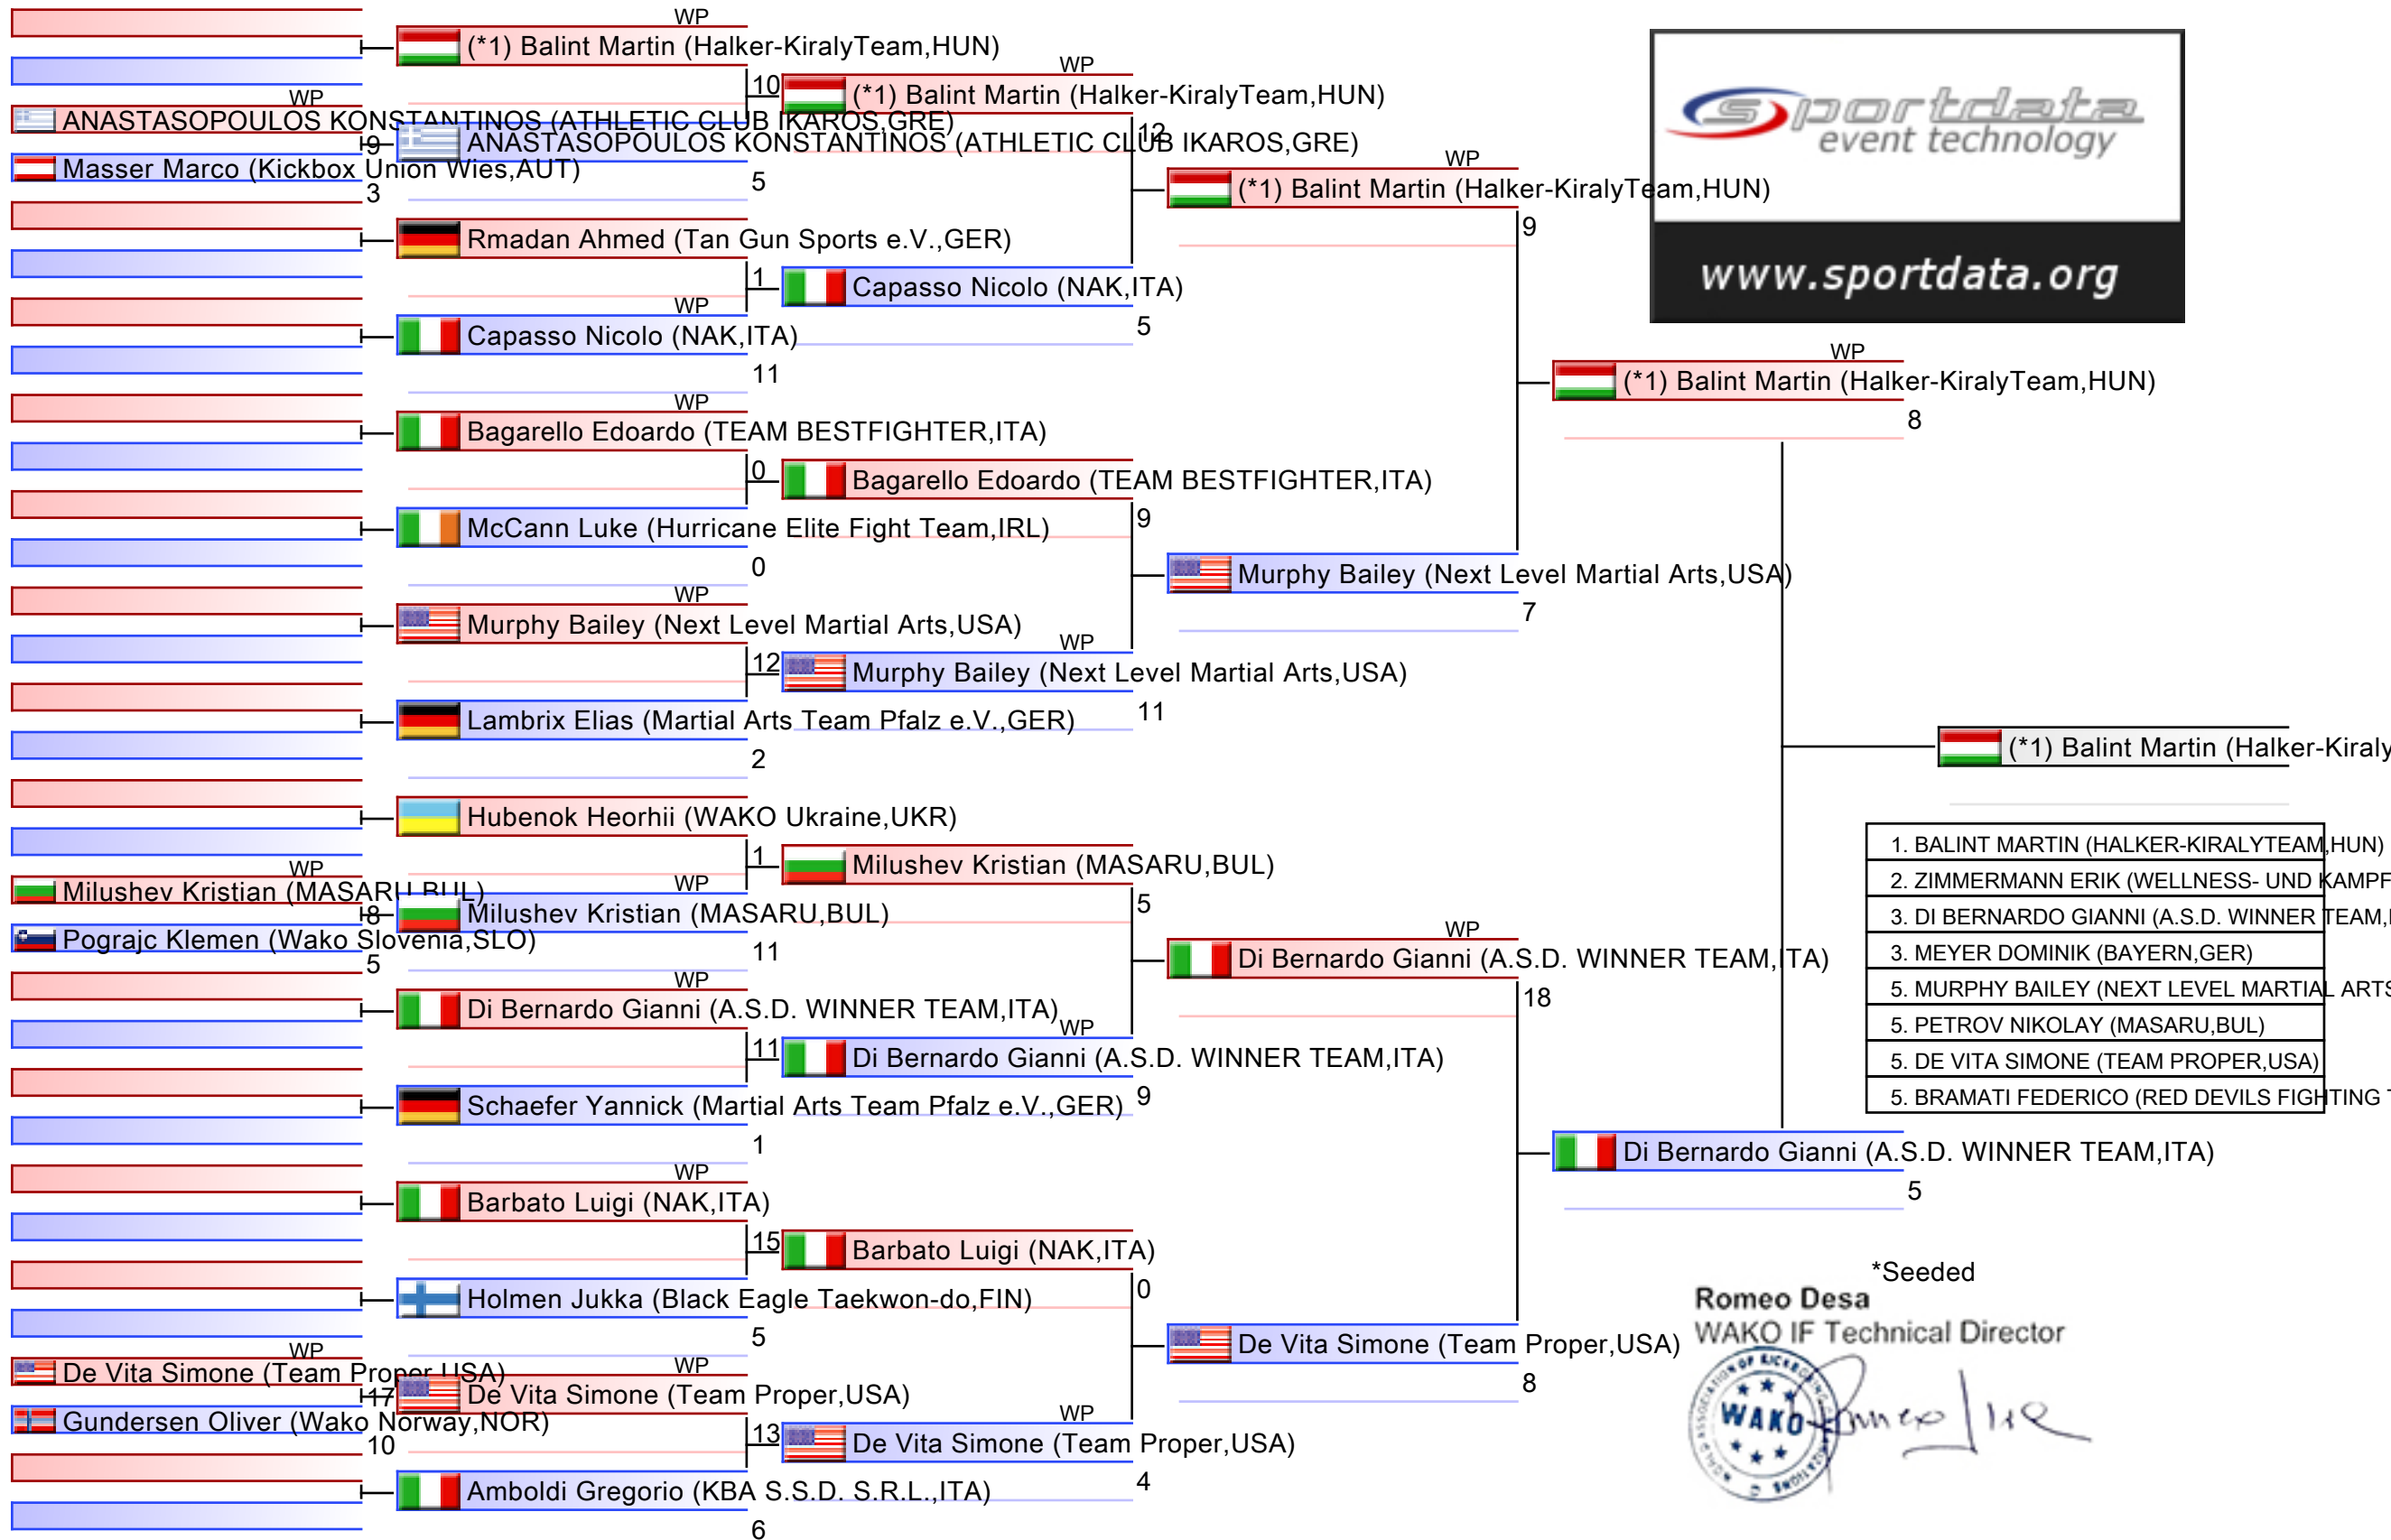 WP
(*1) Balint Martin (Halker-KiralyTeam,HUN)
10
WP
ANASTASOPOULOS KONSTANTINOS (ATHLETIC CLUB IKAROS,GRE)
9
Masser Marco (Kickbox Union Wies,AUT)
3
ANASTASOPOULOS KONSTANTINOS (ATHLETIC CLUB IKAROS,GRE)
5
Rmadan Ahmed (Tan Gun Sports e.V.,GER)
1
WP
Capasso Nicolo (NAK,ITA)
11
WP
Bagarello Edoardo (TEAM BESTFIGHTER,ITA)
0
McCann Luke (Hurricane Elite Fight Team,IRL)
0
WP
Murphy Bailey (Next Level Martial Arts,USA)
12
Lambrix Elias (Martial Arts Team Pfalz e.V.,GER)
2
Hubenok Heorhii (WAKO Ukraine,UKR)
1
WP
Milushev Kristian (MASARU,BUL)
8
Pograjc Klemen (Wako Slovenia,SLO)
5
WP
Milushev Kristian (MASARU,BUL)
11
WP
Di Bernardo Gianni (A.S.D. WINNER TEAM,ITA)
11
Schaefer Yannick (Martial Arts Team Pfalz e.V.,GER)
1
WP
Barbato Luigi (NAK,ITA)
15
Holmen Jukka (Black Eagle Taekwon-do,FIN)
5
WP
De Vita Simone (Team Proper,USA)
17
Gundersen Oliver (Wako Norway,NOR)
10
WP
De Vita Simone (Team Proper,USA)
13
Amboldi Gregorio (KBA S.S.D. S.R.L.,ITA)
6
WP
(*1) Balint Martin (Halker-KiralyTeam,HUN)
12
Capasso Nicolo (NAK,ITA)
5
Bagarello Edoardo (TEAM BESTFIGHTER,ITA)
9
WP
Murphy Bailey (Next Level Martial Arts,USA)
11
Milushev Kristian (MASARU,BUL)
5
WP
Di Bernardo Gianni (A.S.D. WINNER TEAM,ITA)
9
Barbato Luigi (NAK,ITA)
0
WP
De Vita Simone (Team Proper,USA)
4
WP
(*1) Balint Martin (Halker-KiralyTeam,HUN)
9
Murphy Bailey (Next Level Martial Arts,USA)
7
WP
Di Bernardo Gianni (A.S.D. WINNER TEAM,ITA)
18
De Vita Simone (Team Proper,USA)
8
sportdata
event technology
www.sportdata.org
WP
(*1) Balint Martin (Halker-KiralyTeam,HUN)
8
Di Bernardo Gianni (A.S.D. WINNER TEAM,ITA)
5
(*1) Balint Martin (Halker-Kiraly
1. BALINT MARTIN (HALKER-KIRALYTEAM,HUN)
2. ZIMMERMANN ERIK (WELLNESS- UND KAMPF
3. DI BERNARDO GIANNI (A.S.D. WINNER TEAM,
3. MEYER DOMINIK (BAYERN,GER)
5. MURPHY BAILEY (NEXT LEVEL MARTIAL ARTS
5. PETROV NIKOLAY (MASARU,BUL)
5. DE VITA SIMONE (TEAM PROPER,USA)
5. BRAMATI FEDERICO (RED DEVILS FIGHTING
*Seeded
Romeo Desa
WAKO IF Technical Director
WAKO